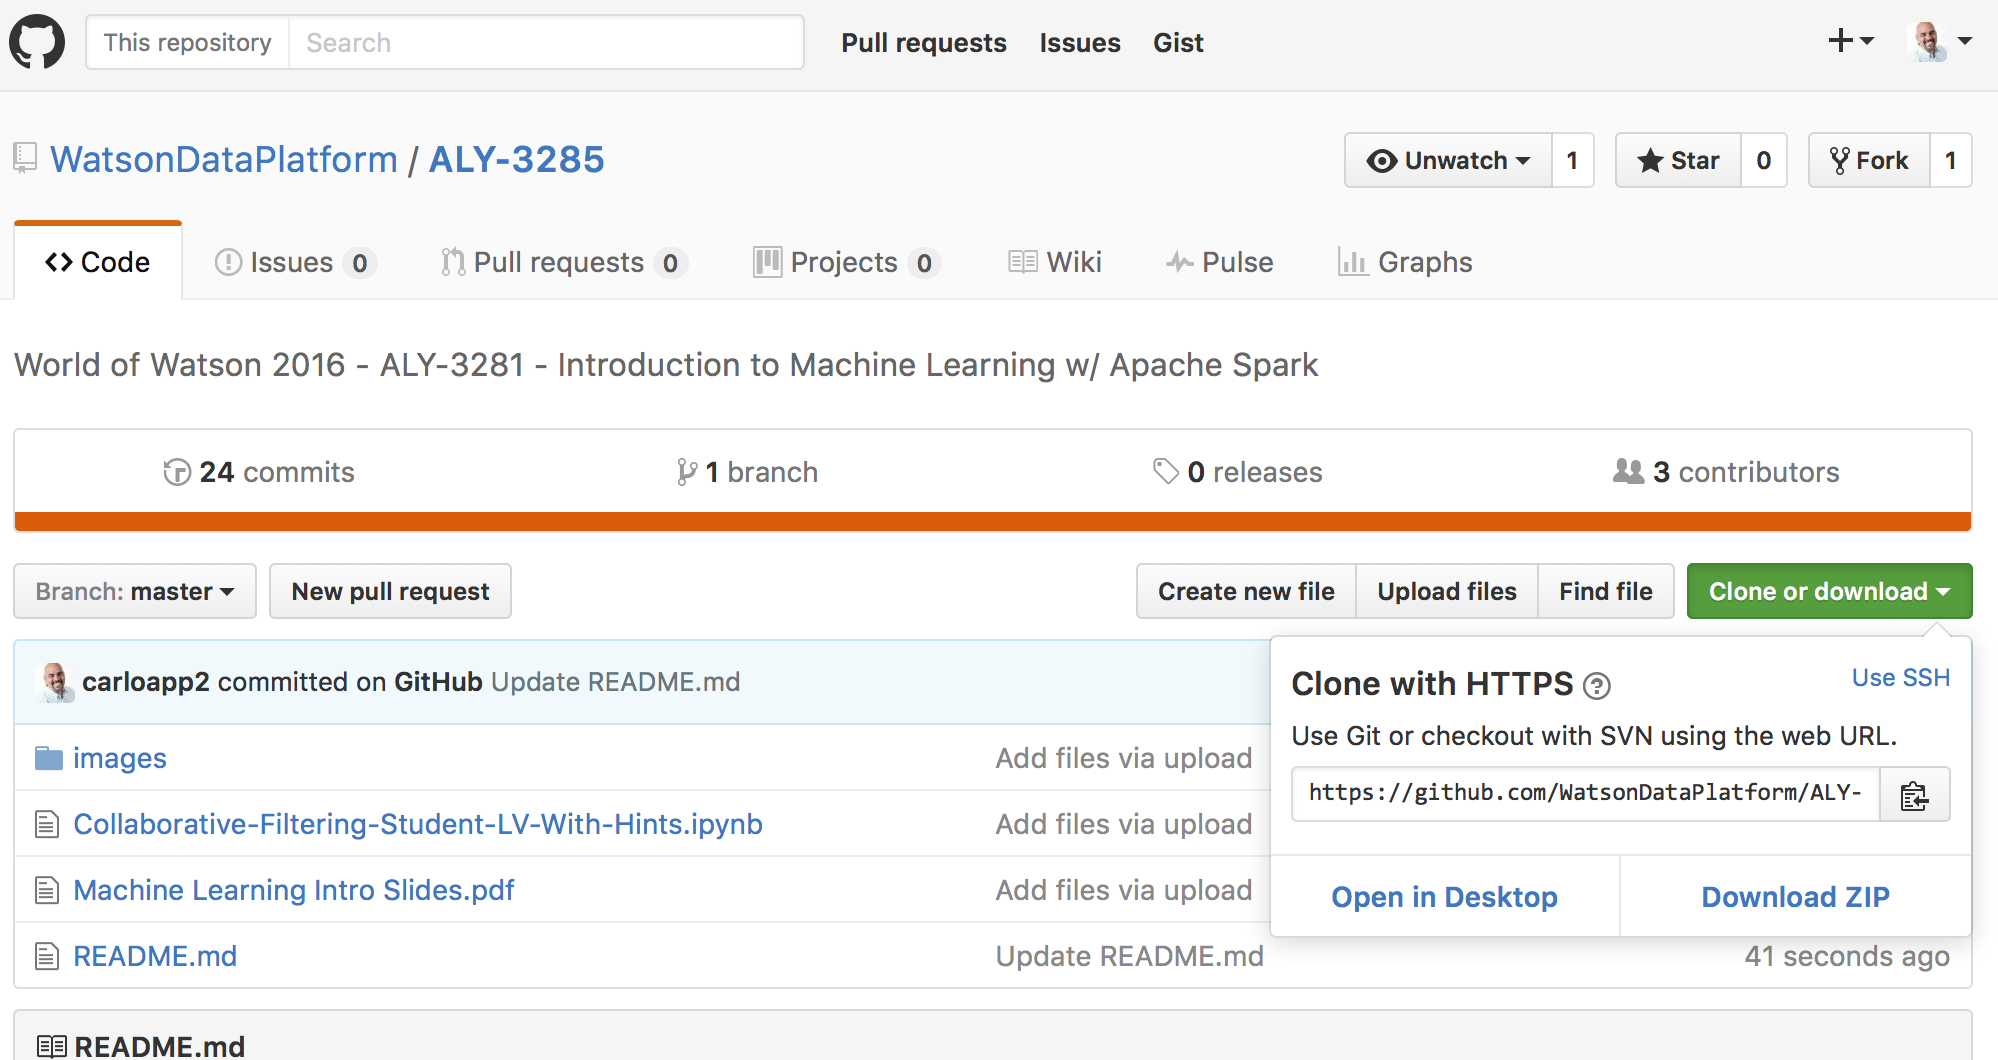 This repository Search Pull requests Issues Gist
WatsonDataPlatform / ALY-3285 Unwatch 1 Star 0 Fork 1
Code Issues 0 Pull requests 0 Projects 0 Wiki Pulse Graphs
World of Watson 2016 - ALY-3281 - Introduction to Machine Learning w/ Apache Spark
24 commits 1 branch 0 releases 3 contributors
Branch: master New pull request Create new file Upload files Find file Clone or download
carloapp2 committed on GitHub Update README.md
images Add files via upload
Collaborative-Filtering-Student-LV-With-Hints.ipynb Add files via upload
Machine Learning Intro Slides.pdf Add files via upload
README.md Update README.md 41 seconds ago
Clone with HTTPS ? Use SSH
Use Git or checkout with SVN using the web URL.
https://github.com/WatsonDataPlatform/ALY-
Open in Desktop Download ZIP
README.md